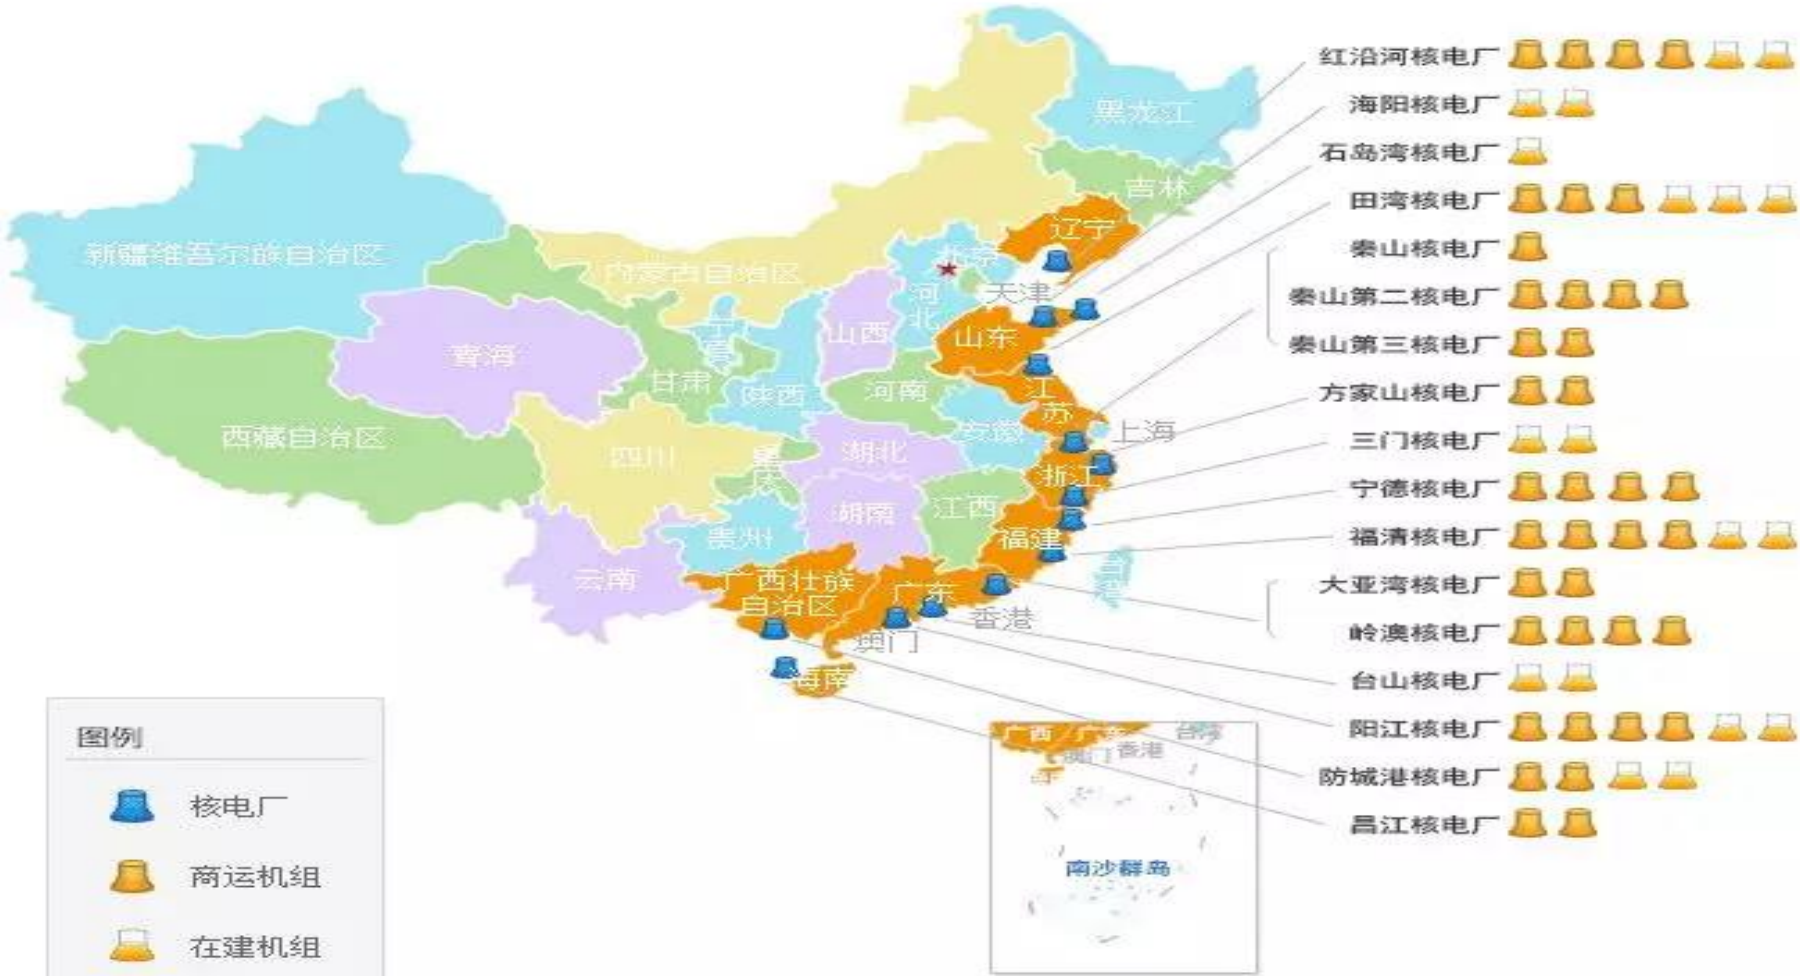 红沿河核电厂
海阳核电厂
石岛湾核电厂
田湾核电厂
秦山核电厂
秦山第二核电厂
秦山第三核电厂
方家山核电厂
三门核电厂
宁德核电厂
福清核电厂
大亚湾核电厂
岭澳核电厂
台山核电厂
阳江核电厂
防城港核电厂
昌江核电厂
黑龙江
吉林
辽宁
新疆维吾尔族自治区
内蒙古自治区
北京
天津
河
北
山西
山东
宁
夏
青海
甘肃
陕西
河南
江
苏
上海
安徽
西藏自治区
四川
重
庆
湖北
浙江
湖南
江西
贵州
福建
云南
广西壮族
自治区
广东
台
湾
香港
澳门
海南
广西
广东
台湾
澳门
香港
南沙群岛
图例
核电厂
商运机组
在建机组